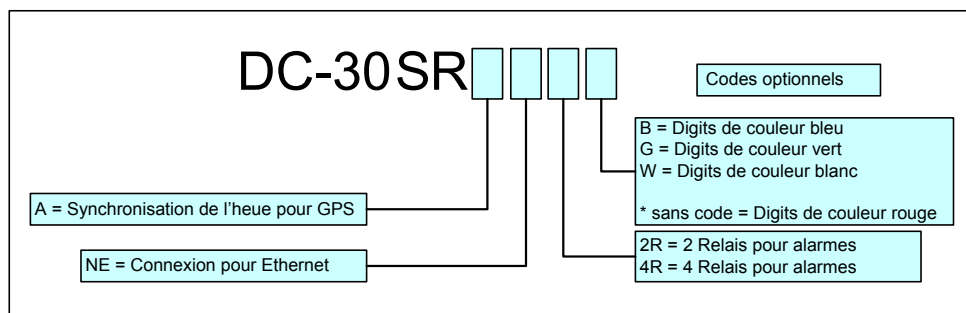 DC-30SR
Codes optionnels
B = Digits de couleur bleu
G = Digits de couleur vert
W = Digits de couleur blanc
* sans code = Digits de couleur rouge
A = Synchronisation de l'heue pour GPS
2R = 2 Relais pour alarmes
4R = 4 Relais pour alarmes
NE = Connexion pour Ethernet